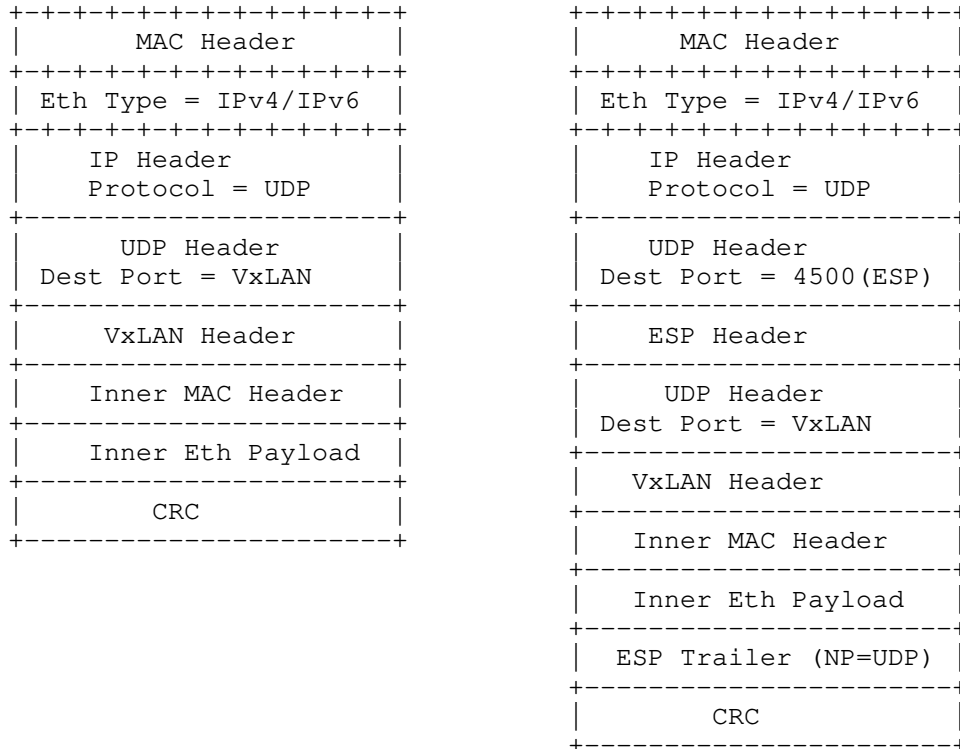 MAC Header
Eth Type = IPv4/IPv6
IP Header
Protocol = UDP
UDP Header
Dest Port = VxLAN
VxLAN Header
Inner MAC Header
Inner Eth Payload
CRC
MAC Header
Eth Type = IPv4/IPv6
IP Header
Protocol = UDP
UDP Header
Dest Port = 4500(ESP)
ESP Header
UDP Header
Dest Port = VxLAN
VxLAN Header
Inner MAC Header
Inner Eth Payload
ESP Trailer (NP=UDP)
CRC